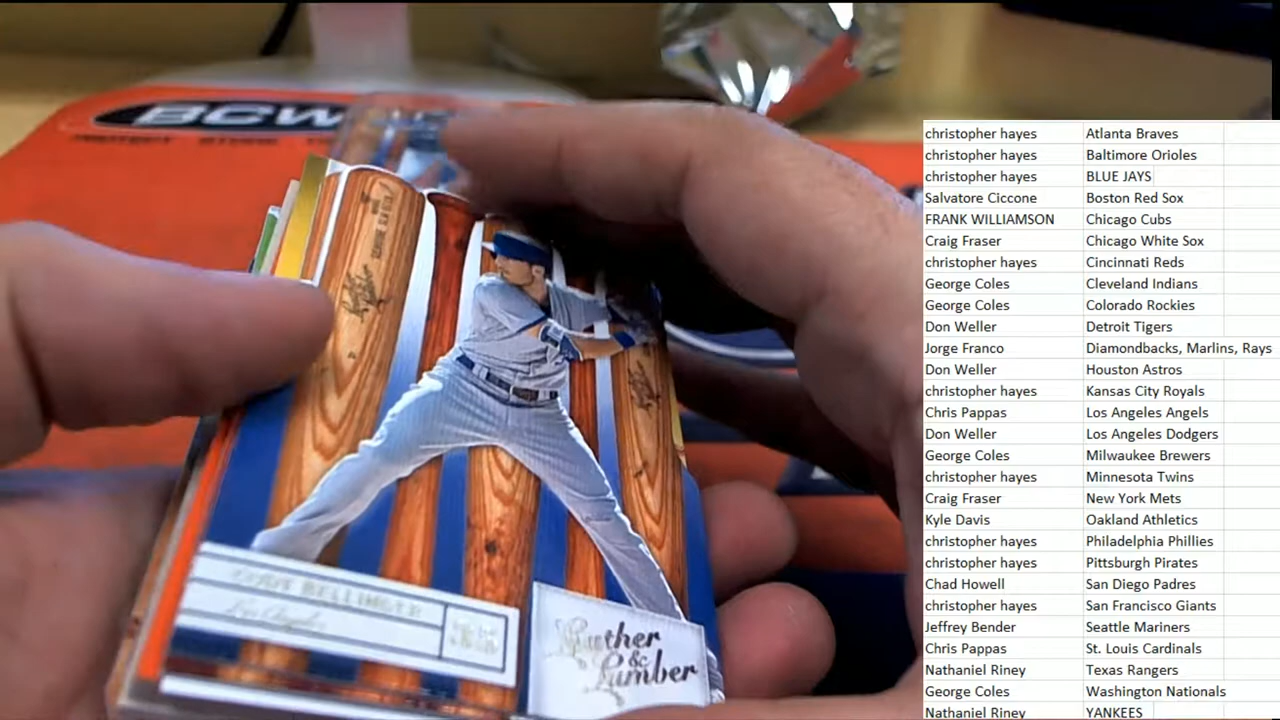 BCW
CODY BELLINGER
Los Angeles
Leather
&
Lumber
christopher hayes Atlanta Braves
christopher hayes Baltimore Orioles
christopher hayes BLUE JAYS
Salvatore Ciccone Boston Red Sox
FRANK WILLIAMSON Chicago Cubs
Craig Fraser Chicago White Sox
christopher hayes Cincinnati Reds
George Coles Cleveland Indians
George Coles Colorado Rockies
Don Weller Detroit Tigers
Jorge Franco Diamondbacks, Marlins, Rays
Don Weller Houston Astros
christopher hayes Kansas City Royals
Chris Pappas Los Angeles Angels
Don Weller Los Angeles Dodgers
George Coles Milwaukee Brewers
christopher hayes Minnesota Twins
Craig Fraser New York Mets
Kyle Davis Oakland Athletics
christopher hayes Philadelphia Phillies
christopher hayes Pittsburgh Pirates
Chad Howell San Diego Padres
christopher hayes San Francisco Giants
Jeffrey Bender Seattle Mariners
Chris Pappas St. Louis Cardinals
Nathaniel Riney Texas Rangers
George Coles Washington Nationals
Nathaniel Riney YANKEES